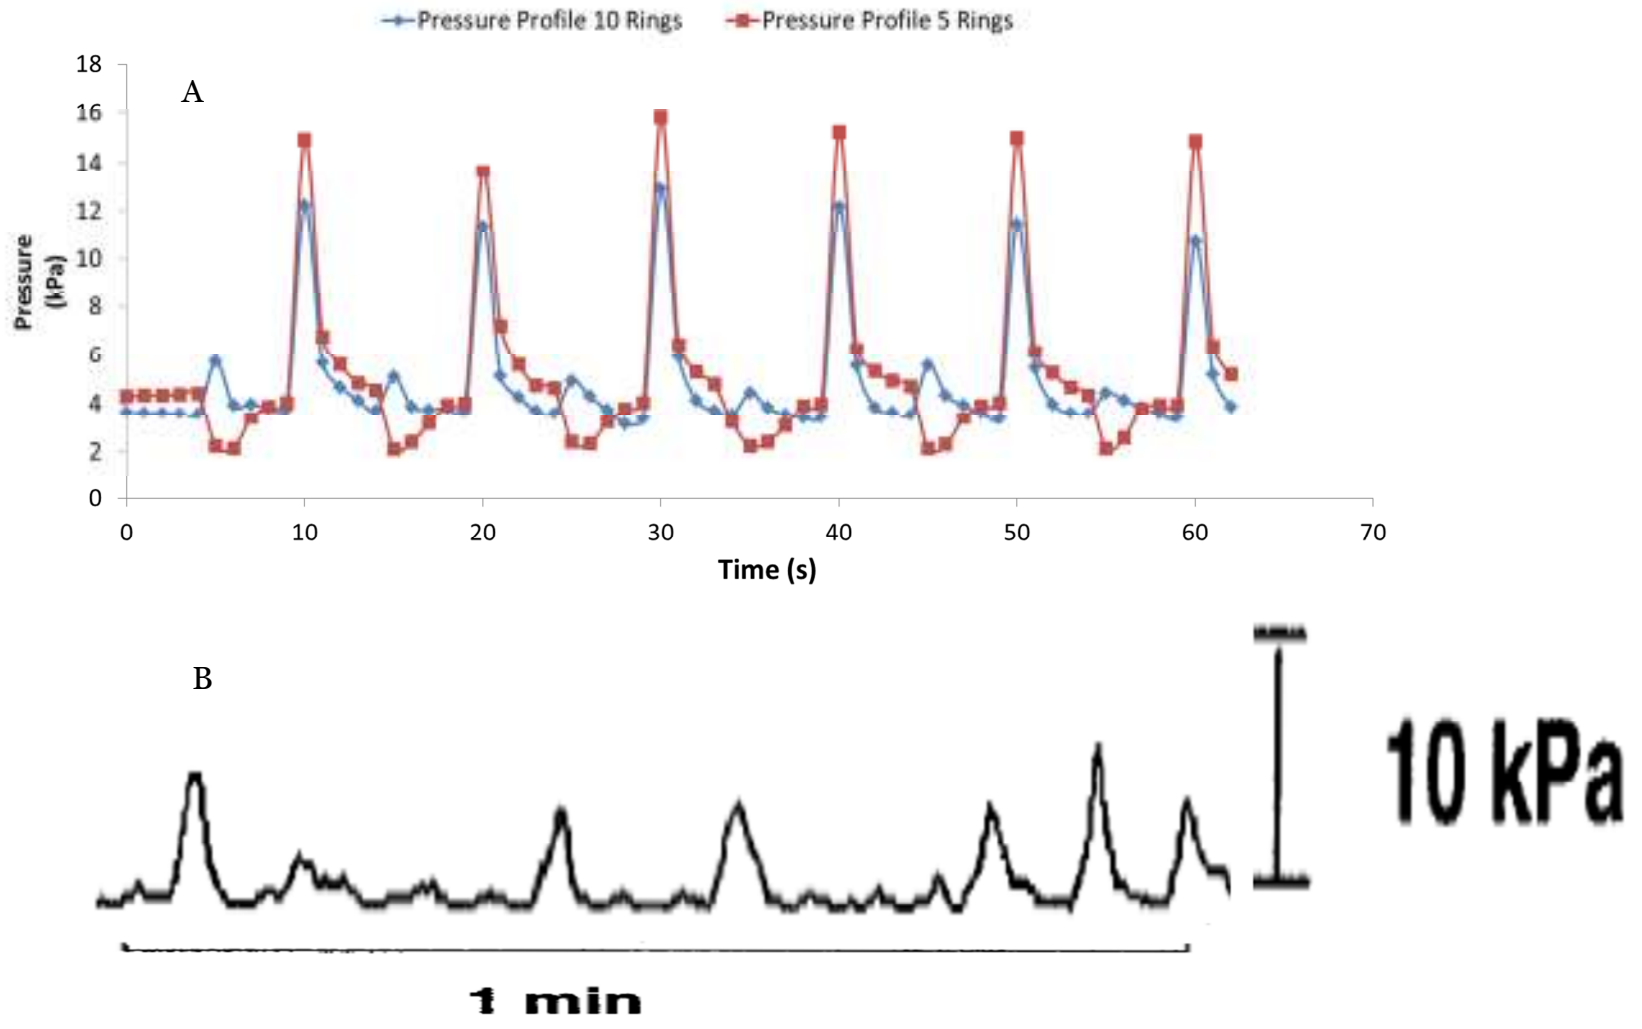 Pressure Profile 10 Rings Pressure Profile 5 Rings
18
A
16
14
12
10
8
6
4
2
0
Pressure
(kPa)
0 10 20 30 40 50 60 70
Time (s)
B
10 kPa
1 min